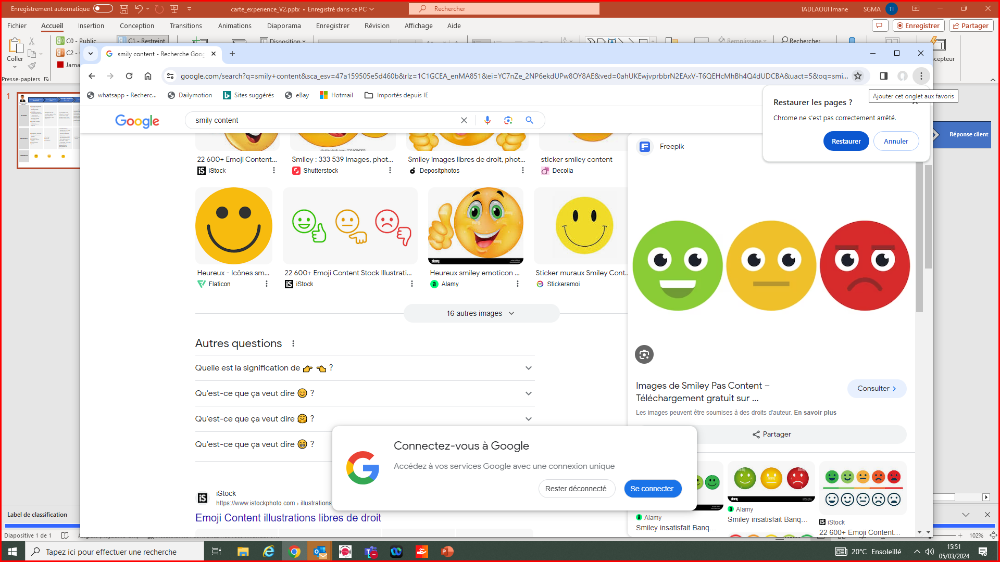 Enregistrement automatique
carte_experience_V2.pptx • Enregistré dans ce PC
Rechercher
TADLAOUI Imane
SGMA
TI
Fichier
Accueil
Insertion
Conception
Transitions
Animations
Diaporama
Enregistrer
Révision
Affichage
Aide
Enregistrer
Partager
Coller
C0 - Public
C1 - Restreint
C2 -
Jama
Disposition
Remplissage
Rechercher
cepteur
Presse-papiers
smily content - Recherche Goog
google.com/search?q=smily+content&sca_esv=47a159505e5d460b&rlz=1C1GCEA_enMA851&ei=YC7nZe_2NP6ekdUPw8OY8AE&ved=0ahUKEwjvprbbrN2EAxV-T6QEHcMhBh4Q4dUDCBA&uact=5&oq=smi...
whatsapp - Recherc...
Dailymotion
Sites suggérés
eBay
Hotmail
Importés depuis IE
Ajouter cet onglet aux favoris
Restaurer les pages ?
Chrome ne s'est pas correctement arrêté.
Restaurer
Annuler
Réponse client
Google
smily content
22 600+ Emoji Content...
iStock
Smiley : 333 539 images, phot...
Shutterstock
Smiley images libres de droit, phot...
Depositphotos
sticker smiley content
Decolia
Freepik
Heureux - Icônes sm...
Flaticon
22 600+ Emoji Content Stock Illustrati...
iStock
Heureux smiley emoticon ...
Alamy
Sticker muraux Smiley Cont...
Stickeramoi
16 autres images
Autres questions
Quelle est la signification de 👉 👈 ?
Qu'est-ce que ça veut dire 😊 ?
Qu'est-ce que ça veut dire 🤗 ?
Qu'est-ce que ça veut dire 😁 ?
Images de Smiley Pas Content –
Téléchargement gratuit sur ...
Consulter
Les images peuvent être soumises à des droits d'auteur. En savoir plus
Partager
Connectez-vous à Google
Accédez à vos services Google avec une connexion unique
Rester déconnecté
Se connecter
iStock
https://www.istockphoto.com › illustrations
Emoji Content illustrations libres de droit
Alamy
Smiley insatisfait Banq...
Alamy
Smiley insatisfait Banq...
iStock
22 600+ Emoji Content...
Label de classification
Diapositive 1 de 1
102%
Tapez ici pour effectuer une recherche
20°C Ensoleillé
15:51
05/03/2024